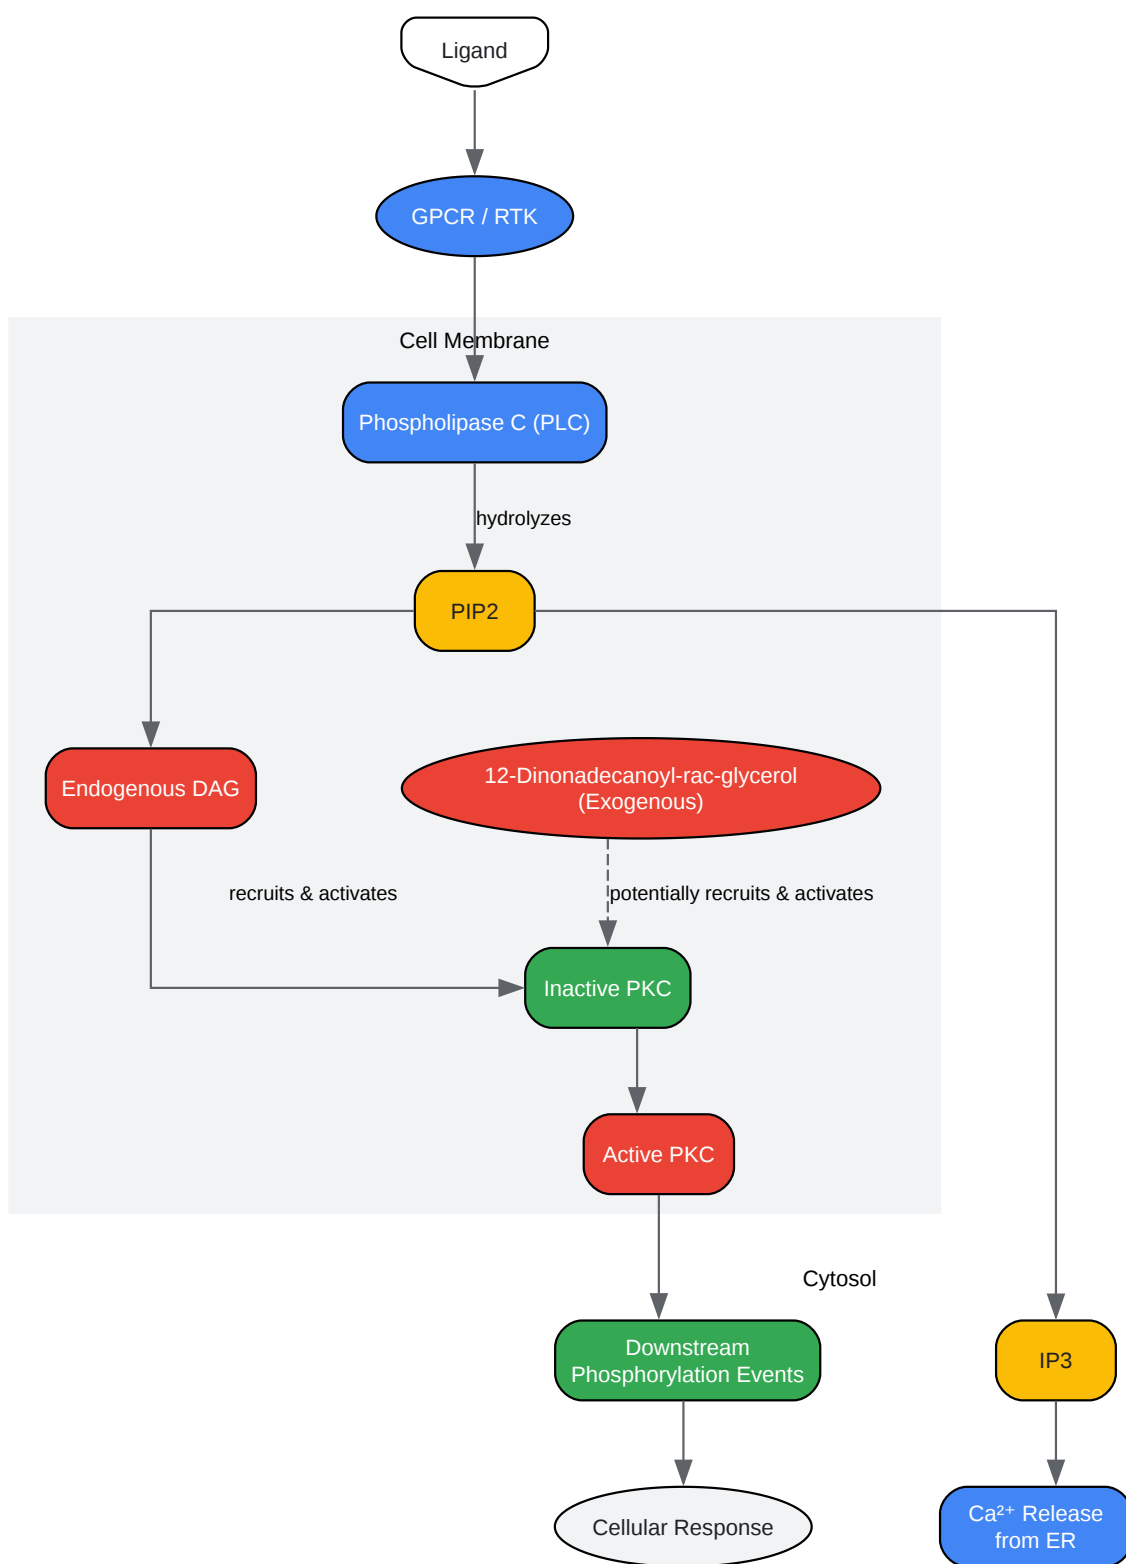 Ligand
GPCR / RTK
Cell Membrane
Phospholipase C (PLC)
hydrolyzes
PIP2
Endogenous DAG
12-Dinonadecanoyl-rac-glycerol
(Exogenous)
recruits & activates
potentially recruits & activates
Inactive PKC
Active PKC
Cytosol
Downstream
Phosphorylation Events
IP3
Cellular Response
Ca²⁺ Release
from ER